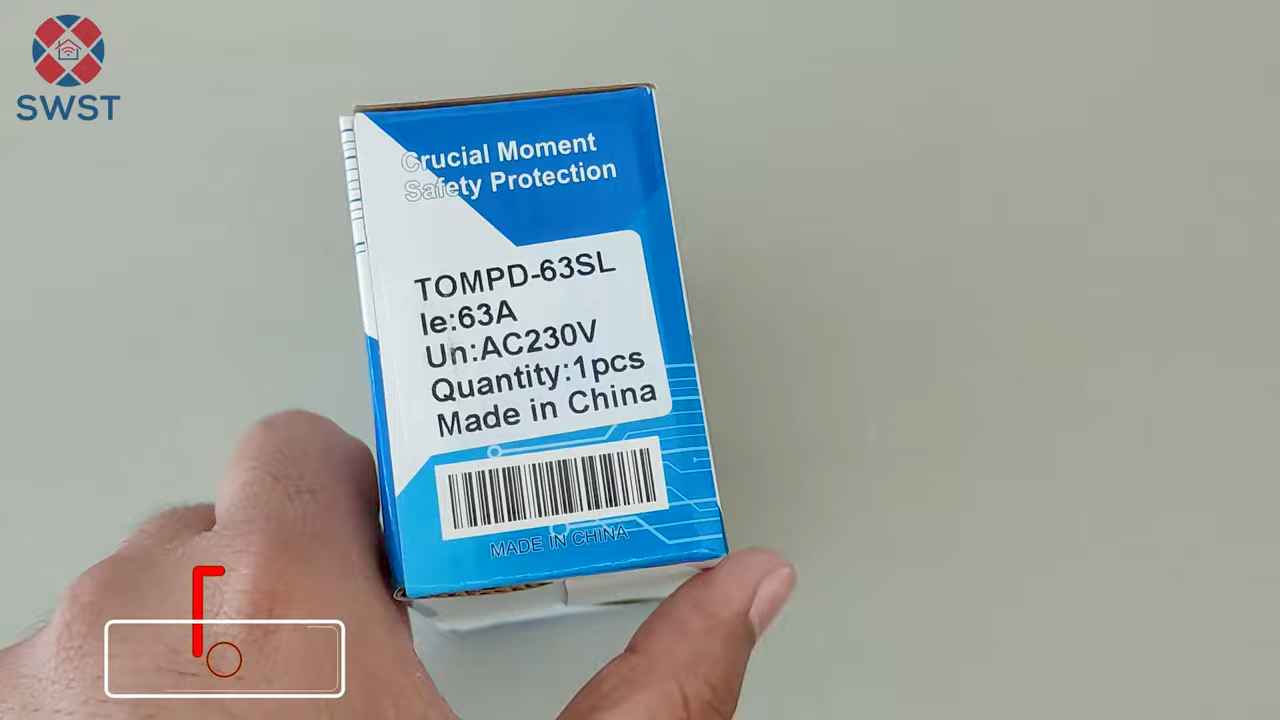 SWST
Crucial Moment
Safety Protection
TOMPD-63SL
Ie:63A
Un:AC230V
Quantity:1pcs
Made in China
MADE IN CHINA